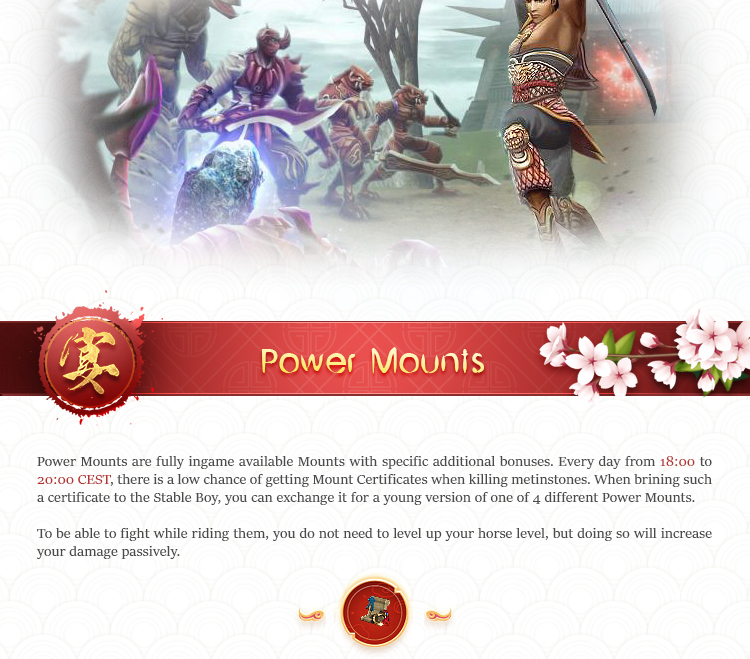 宴
Power Mounts
Power Mounts are fully ingame available Mounts with specific additional bonuses. Every day from 18:00 to
20:00 CEST, there is a low chance of getting Mount Certificates when killing metinstones. When brining such
a certificate to the Stable Boy, you can exchange it for a young version of one of 4 different Power Mounts.
To be able to fight while riding them, you do not need to level up your horse level, but doing so will increase
your damage passively.